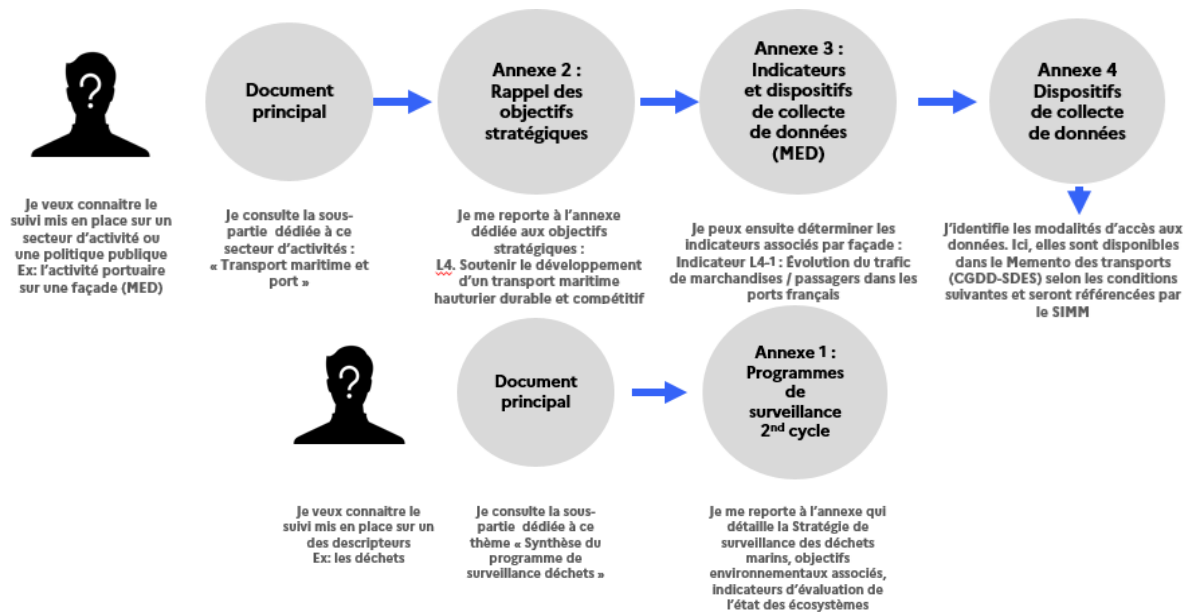 ?
Document
principal
Annexe 2 :
Rappel des
objectifs
stratégiques
Annexe 3 :
Indicateurs
et dispositifs
de collecte
de données
(MED)
Annexe 4
Dispositifs
de collecte
de données
Je veux connaitre le
suivi mis en place sur un
secteur d'activité ou
une politique publique
Ex: l'activité portuaire
sur une façade (MED)
Je consulte la sous-
partie dédiée à ce
secteur d'activités :
« Transport maritime et
port »
Je me reporte à l'annexe
dédiée aux objectifs
stratégiques :
L4. Soutenir le développement
d'un transport maritime
hauturier durable et compétitif
Je peux ensuite déterminer les
indicateurs associés par façade :
Indicateur L4-1 : Évolution du trafic
de marchandises / passagers dans les
ports français
J'identifie les modalités d'accès aux
données. Ici, elles sont disponibles
dans le Memento des transports
(CGDD-SDES) selon les conditions
suivantes et seront référencées par
le SIMM
?
Document
principal
Annexe 1 :
Programmes
de
surveillance
2nd cycle
Je veux connaitre le
suivi mis en place sur un
des descripteurs
Ex: les déchets
Je consulte la sous-
partie dédiée à ce
thème « Synthèse du
programme de
surveillance déchets »
Je me reporte à l'annexe qui
détaille la Stratégie de
surveillance des déchets
marins, objectifs
environnementaux associés,
indicateurs d'évaluation de
l'état des écosystèmes